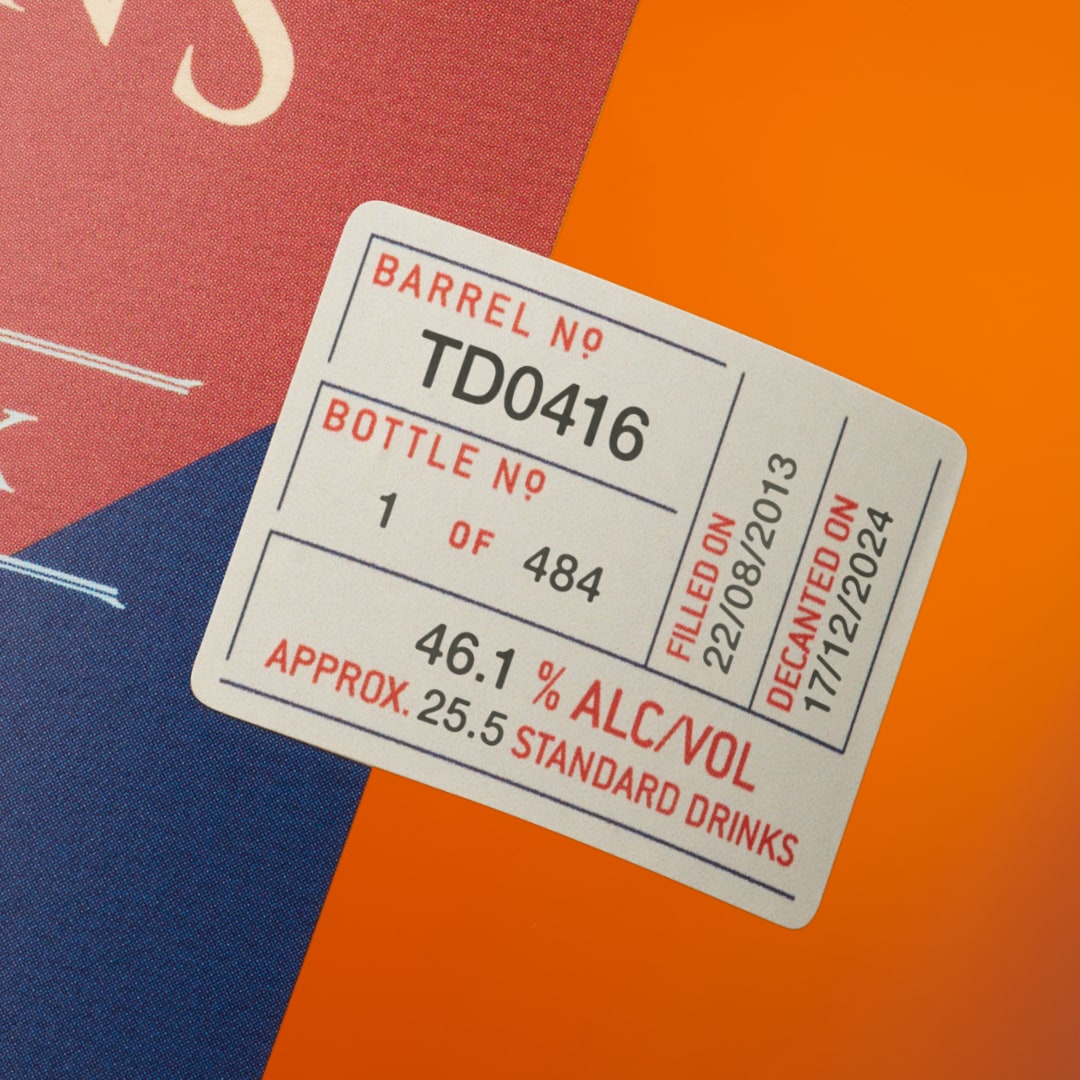 S
BARREL Nº
TD0416
BOTTLE Nº
1 OF 484
46.1 % ALC/VOL
APPROX. 25.5 STANDARD DRINKS
FILLED ON
22/08/2013
DECANTED ON
17/12/2024